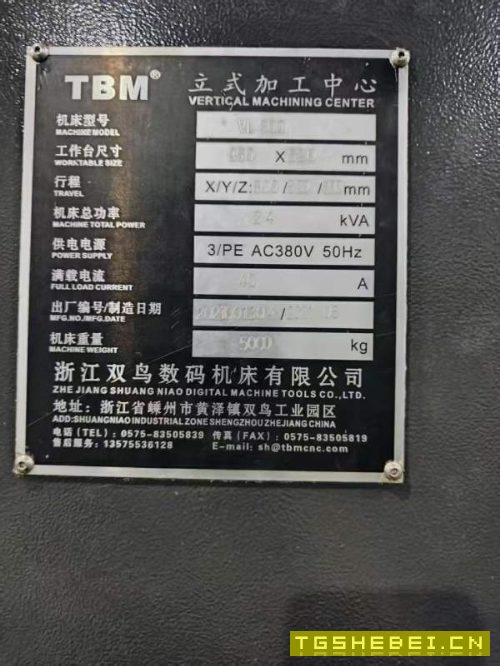 TBM®
立式加工中心
VERTICAL MACHINING CENTER
机床型号
MACHINE MODEL
工作台尺寸
WORKTABLE SIZE
X mm
行程
TRAVEL
X/Y/Z: / / mm
机床总功率
MACHINE TOTAL POWER
24 kVA
供电电源
POWER SUPPLY
3/PE AC380V 50Hz
满载电流
FULL LOAD CURRENT
A
出厂编号/制造日期
MFG.NO./MFG.DATE
/
机床重量
MACHINE WEIGHT
5000 kg
浙江双鸟数码机床有限公司
ZHE JIANG SHUANG NIAO DIGITAL MACHINE TOOLS CO.,LTD.
地址：浙江省嵊州市黄泽镇双鸟工业园区
ADD:SHUANGNIAO INDUSTRIAL ZONE SHENGZHOU ZHEJIANG CHINA
电话（TEL）：0575-83505839 传真（FAX）：0575-83505819
售后服务：13575536128 E-mail: sh@tbmcnc.com
TGSHEBEI.CN